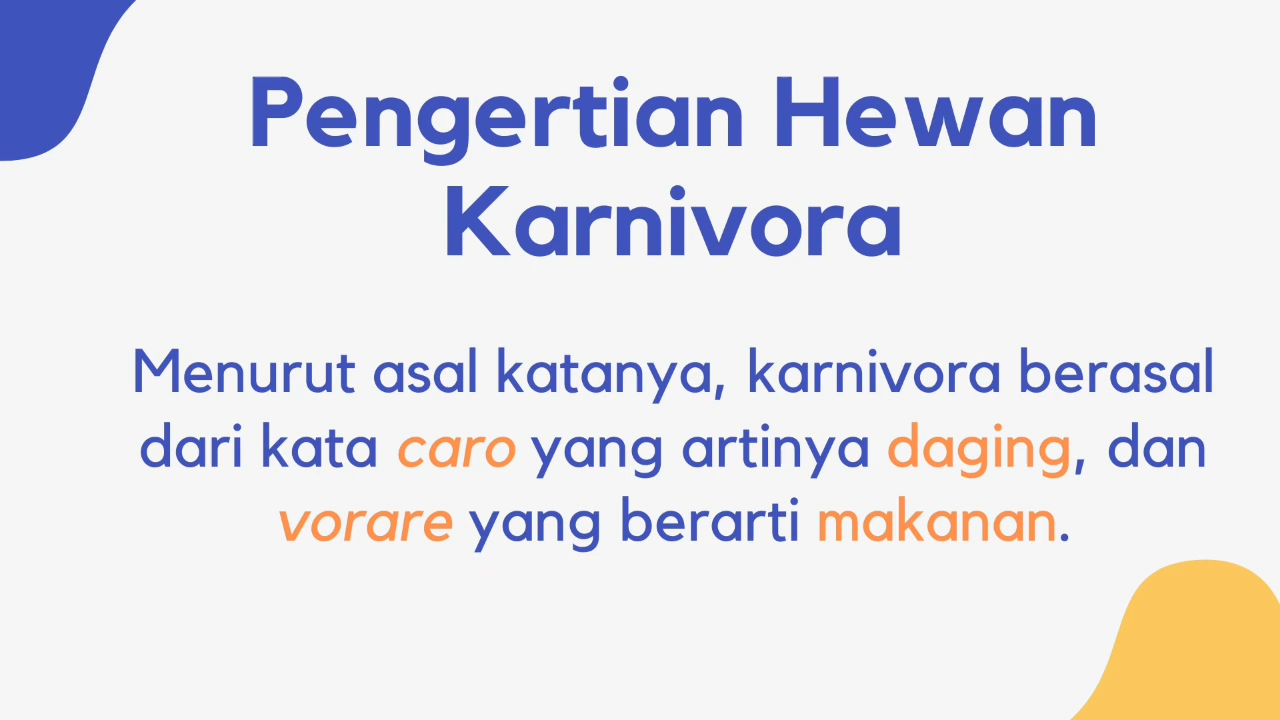 Pengertian Hewan
Karnivora
Menurut asal katanya, karnivora berasal
dari kata caro yang artinya daging, dan
vorare yang berarti makanan.